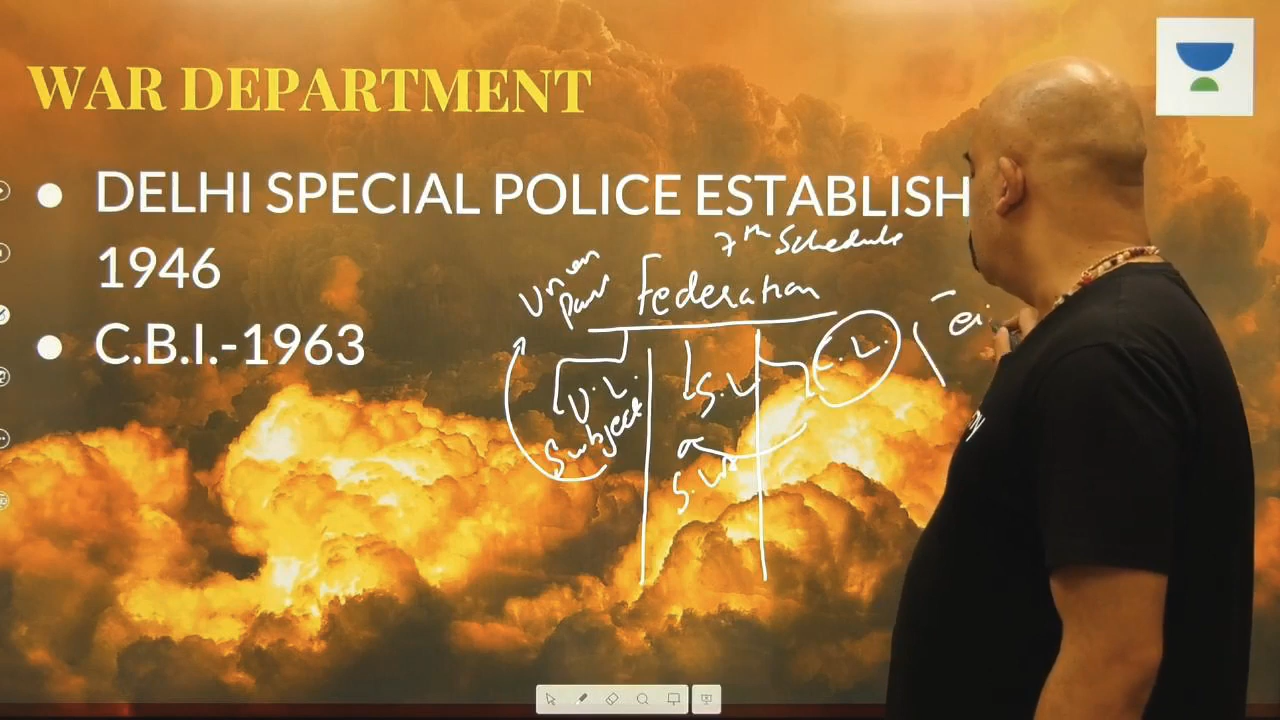 WAR DEPARTMENT
DELHI SPECIAL POLICE ESTABLISH
1946
7th Schedule
Union
Federation
C.B.I.-1963
U.L.
S.L
Subject